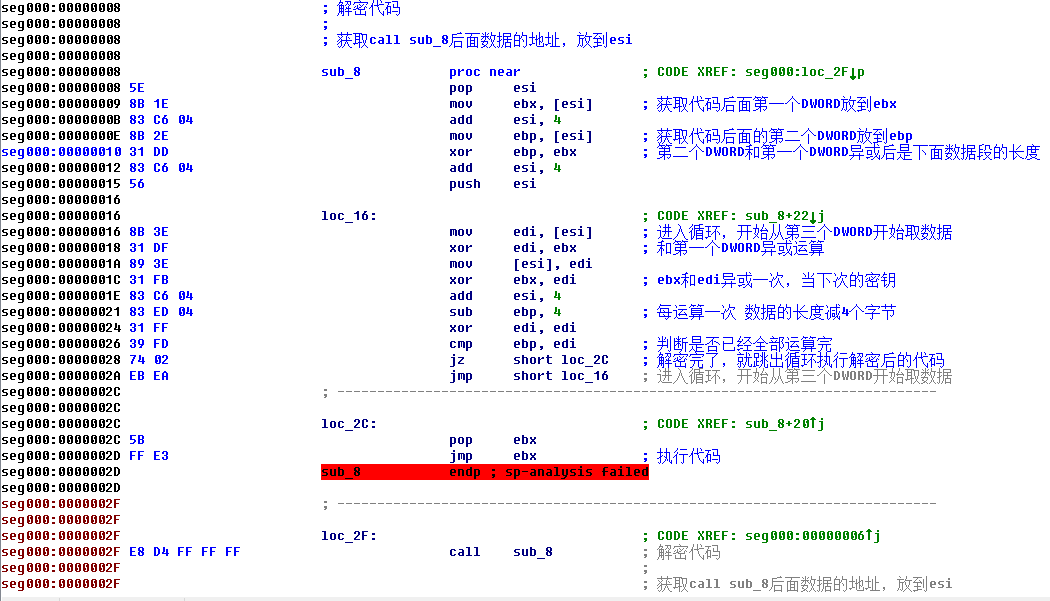 seg000:00000008 ; 解密代码
seg000:00000008 ;
seg000:00000008 ; 获取call sub_8后面数据的地址，放到esi
seg000:00000008
seg000:00000008 sub_8 proc near ; CODE XREF: seg000:loc_2F↓p
seg000:00000008 5E pop esi
seg000:00000009 8B 1E mov ebx, [esi] ; 获取代码后面第一个DWORD放到ebx
seg000:0000000B 83 C6 04 add esi, 4
seg000:0000000E 8B 2E mov ebp, [esi] ; 获取代码后面的第二个DWORD放到ebp
seg000:00000010 31 DD xor ebp, ebx ; 第二个DWORD和第一个DWORD异或后是下面数据段的长度
seg000:00000012 83 C6 04 add esi, 4
seg000:00000015 56 push esi
seg000:00000016
seg000:00000016 loc_16: ; CODE XREF: sub_8+22↓j
seg000:00000016 8B 3E mov edi, [esi] ; 进入循环，开始从第三个DWORD开始取数据
seg000:00000018 31 DF xor edi, ebx ; 和第一个DWORD异或运算
seg000:0000001A 89 3E mov [esi], edi
seg000:0000001C 31 FB xor ebx, edi ; ebx和edi异或一次，当下次的密钥
seg000:0000001E 83 C6 04 add esi, 4
seg000:00000021 83 ED 04 sub ebp, 4 ; 每运算一次 数据的长度减4个字节
seg000:00000024 31 FF xor edi, edi
seg000:00000026 39 FD cmp ebp, edi ; 判断是否已经全部运算完
seg000:00000028 74 02 jz short loc_2C ; 解密完了，就跳出循环执行解密后的代码
seg000:0000002A EB EA jmp short loc_16 ; 进入循环，开始从第三个DWORD开始取数据
seg000:0000002C ; ---------------------------------------------------------------------------
seg000:0000002C
seg000:0000002C loc_2C: ; CODE XREF: sub_8+20↑j
seg000:0000002C 5B pop ebx
seg000:0000002D FF E3 jmp ebx ; 执行代码
seg000:0000002D sub_8 endp ; sp-analysis failed
seg000:0000002D
seg000:0000002F ; ---------------------------------------------------------------------------
seg000:0000002F
seg000:0000002F loc_2F: ; CODE XREF: seg000:00000006↑j
seg000:0000002F E8 D4 FF FF FF call sub_8 ; 解密代码
seg000:0000002F ;
seg000:0000002F ; 获取call sub_8后面数据的地址，放到esi